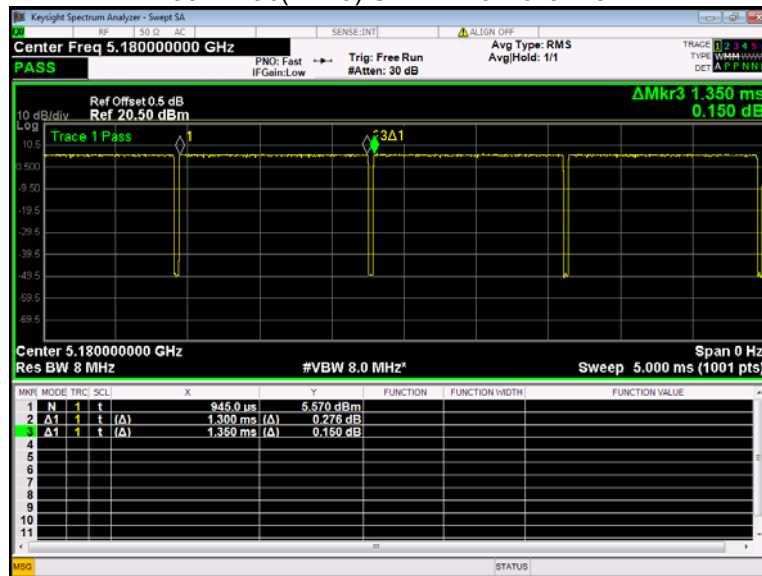 Keysight Spectrum Analyzer - Swept SA
RF 50 Ω AC SENSE:INT ALIGN OFF
Center Freq 5.180000000 GHz
PASS
PNO: Fast
IFGain:Low
Trig: Free Run
#Atten: 30 dB
Avg Type: RMS
Avg|Hold: 1/1
TRACE 1 2 3 4 5
TYPE WMM
DET A P P N N
ΔMkr3 1.350 ms
0.150 dB
Ref Offset 0.5 dB
10 dB/div Ref 20.50 dBm
Log
Trace 1 Pass
1
3Δ1
10.5
0.500
-9.50
-19.5
-29.5
-39.5
-49.5
-59.5
-69.5
Center 5.180000000 GHz Span 0 Hz
Res BW 8 MHz #VBW 8.0 MHz* Sweep 5.000 ms (1001 pts)
MKR MODE TRC SCL X Y FUNCTION FUNCTION WIDTH FUNCTION VALUE
1 N 1 t 945.0 µs 5.570 dBm
2 Δ1 1 t (Δ) 1.300 ms (Δ) 0.276 dB
3 Δ1 1 t (Δ) 1.350 ms (Δ) 0.150 dB
4
5
6
7
8
9
10
11
MSG STATUS